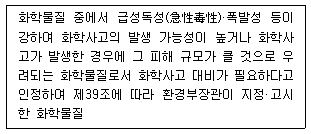 화학물질 중에서 급성독성(急性毒性)·폭발성 등이
강하며 화학사고의 발생 가능성이 높거나 화학사
고가 발생한 경우에 그 피해 규모가 클 것으로 우
려되는 화학물질로서 화학사고 대비가 필요하다고
인정하여 제39조에 따라 환경부장관이 지정·고시
한 화학물질